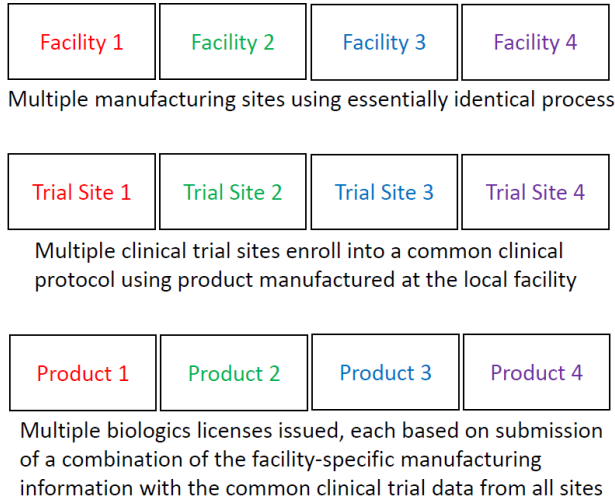 Facility 1 Facility 2 Facility 3 Facility 4
Multiple manufacturing sites using essentially identical process
Trial Site 1 Trial Site 2 Trial Site 3 Trial Site 4
Multiple clinical trial sites enroll into a common clinical
protocol using product manufactured at the local facility
Product 1 Product 2 Product 3 Product 4
Multiple biologics licenses issued, each based on submission
of a combination of the facility-specific manufacturing
information with the common clinical trial data from all sites